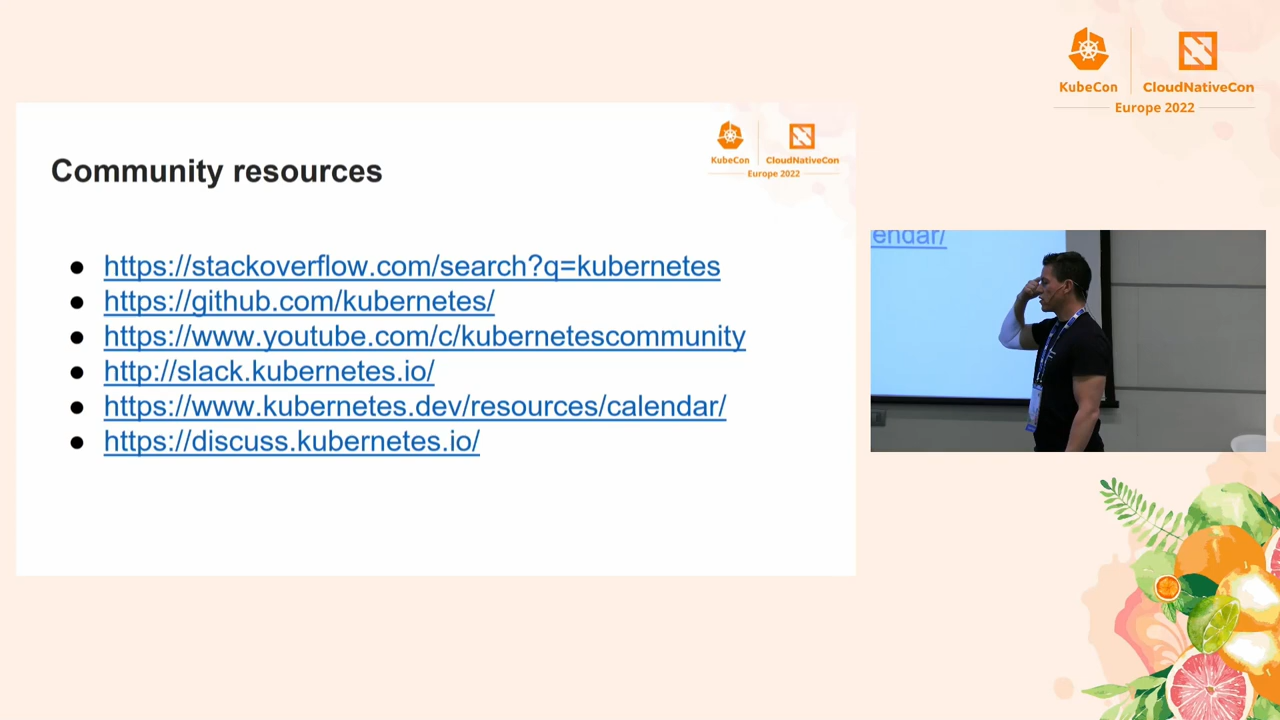 KubeCon
CloudNativeCon
Europe 2022
KubeCon
CloudNativeCon
Europe 2022
Community resources
https://stackoverflow.com/search?q=kubernetes
https://github.com/kubernetes/
https://www.youtube.com/c/kubernetescommunity
http://slack.kubernetes.io/
https://www.kubernetes.dev/resources/calendar/
https://discuss.kubernetes.io/
endar/